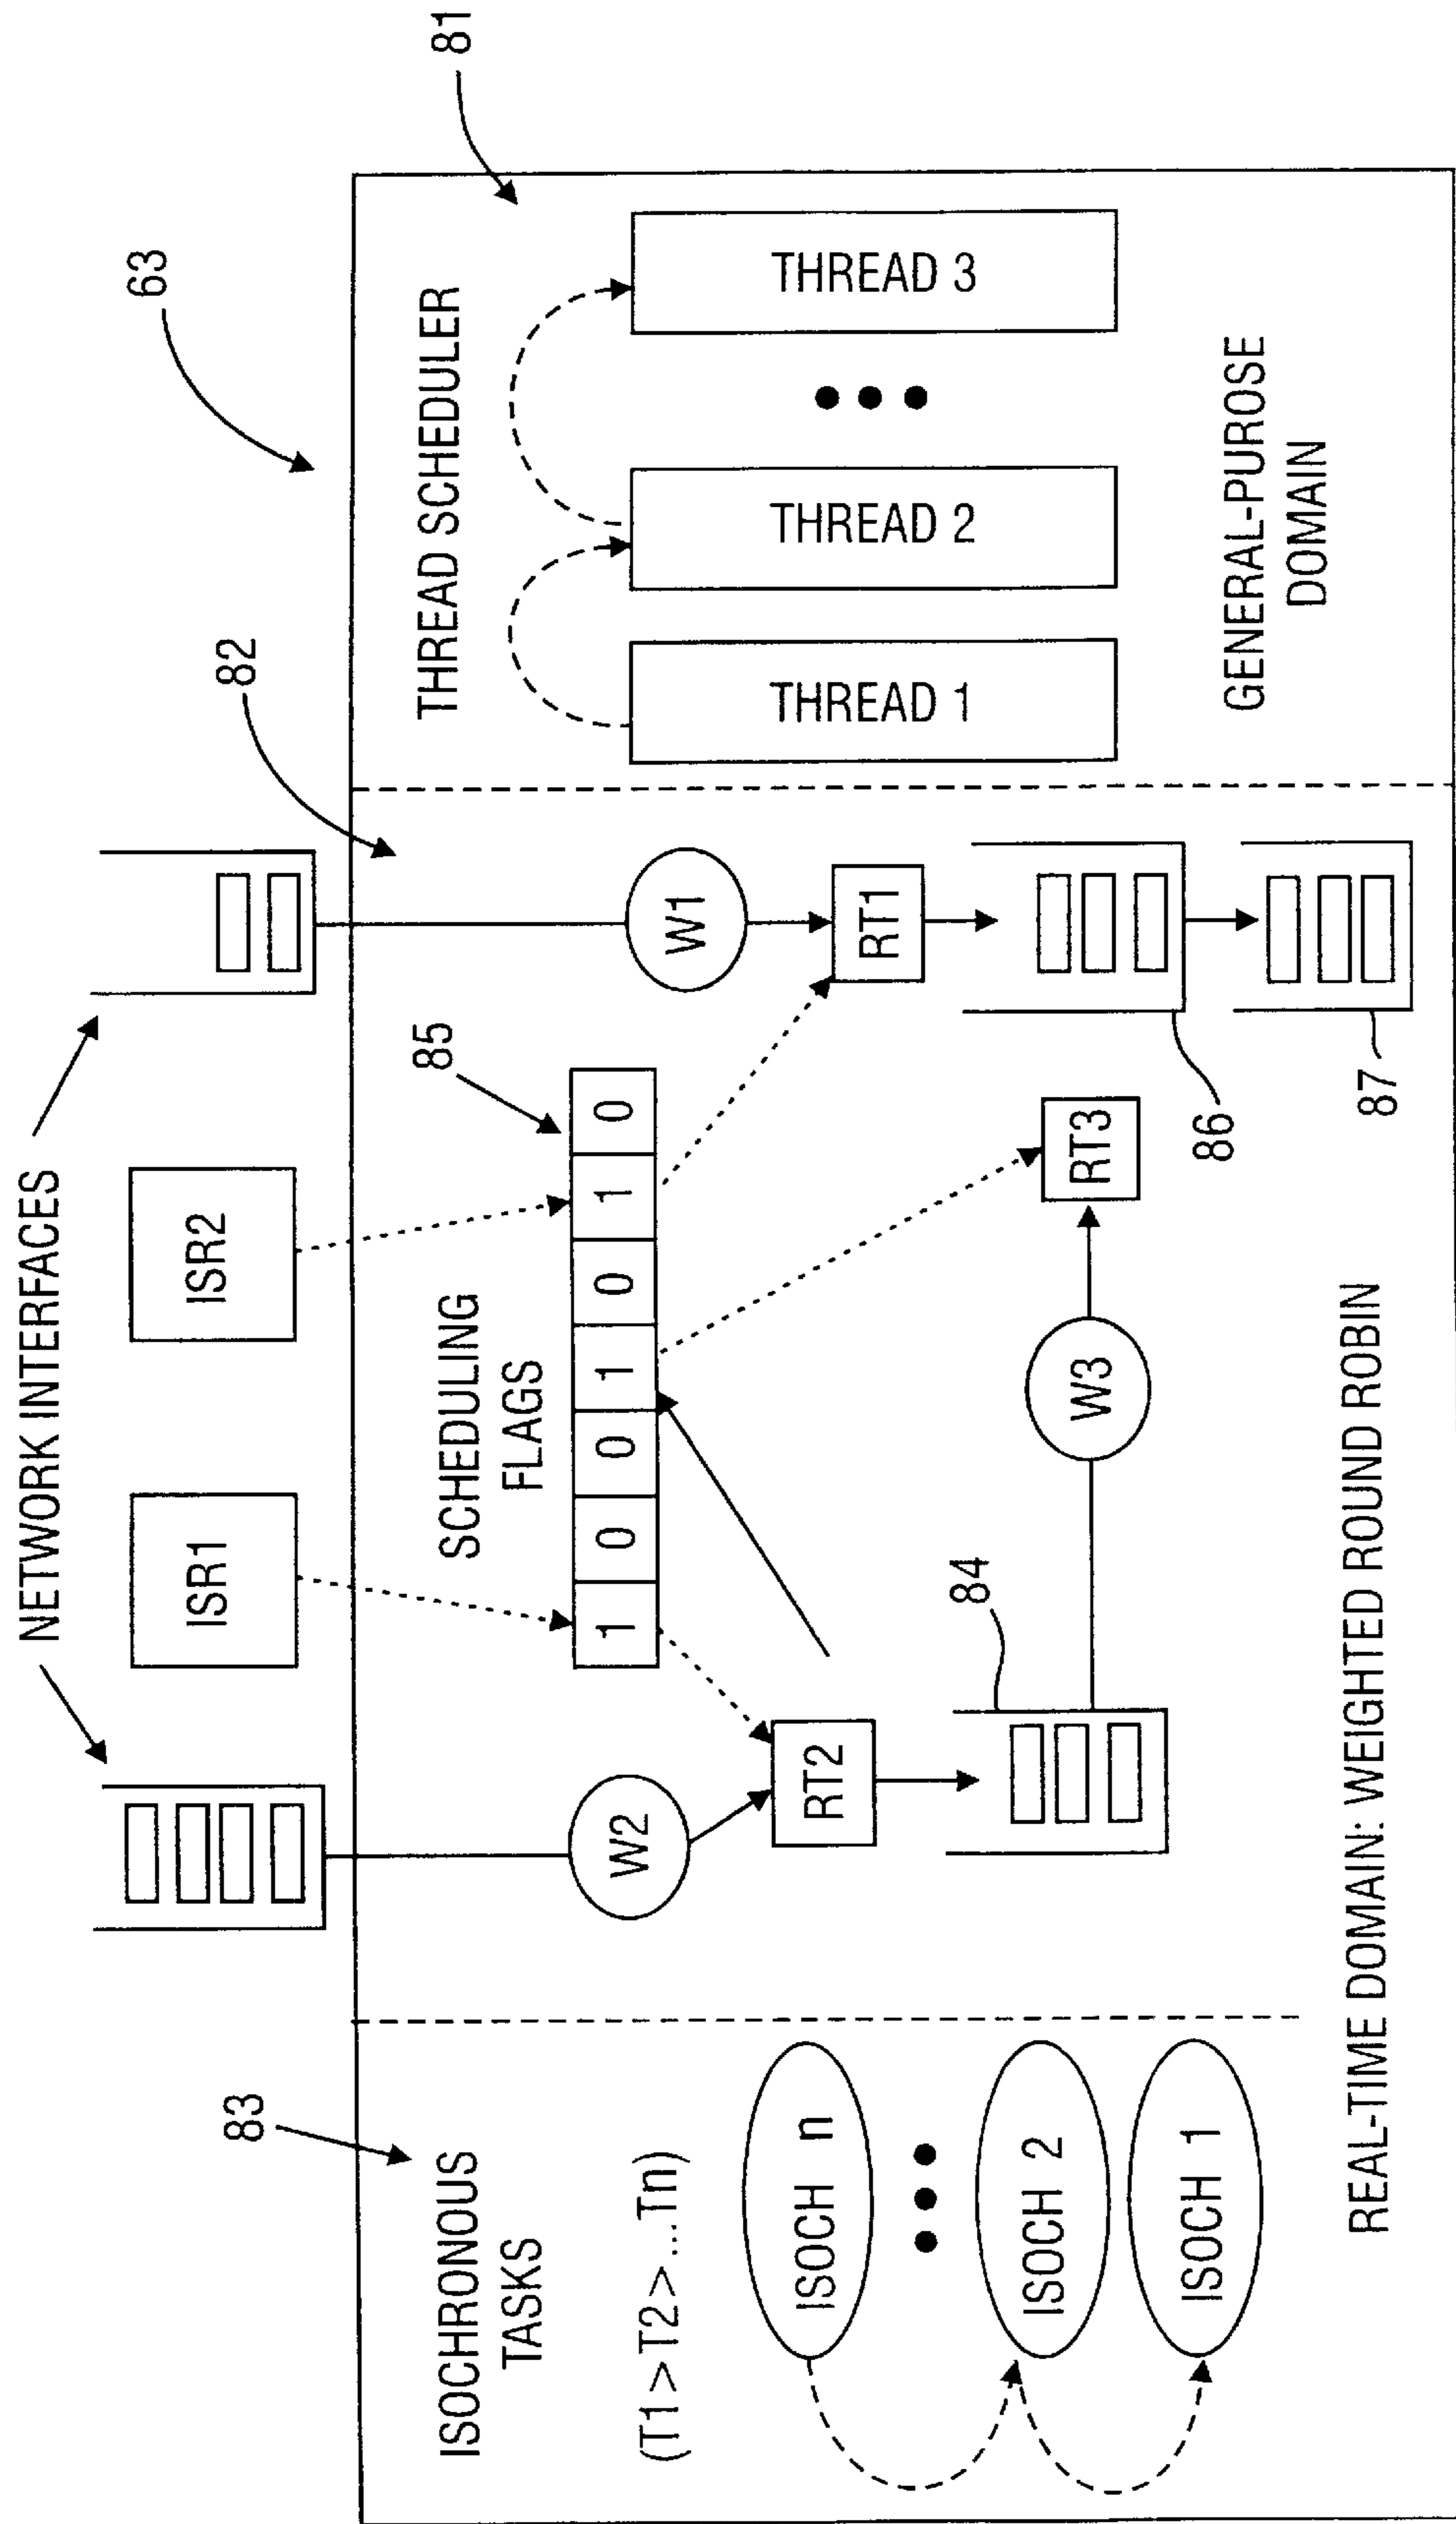 NETWORK INTERFACES
63
81
82
83
ISR1
ISR2
ISOCHRONOUS
TASKS
(T1 > T2 > ...Tn)
ISOCH n
ISOCH 2
ISOCH 1
SCHEDULING
FLAGS
85
1 0 0 1 0 1 0
W2
RT2
84
W3
RT3
W1
RT1
86
87
THREAD SCHEDULER
THREAD 1
THREAD 2
THREAD 3
GENERAL-PUROSE
DOMAIN
REAL-TIME DOMAIN: WEIGHTED ROUND ROBIN